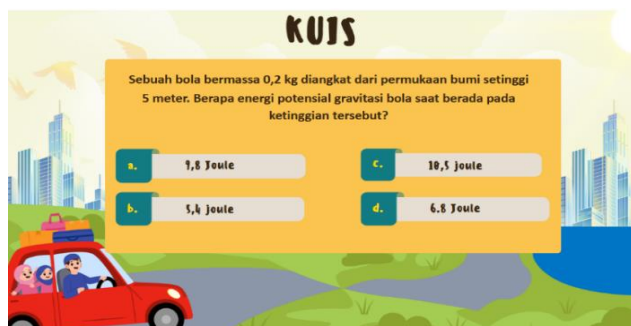 KUIS
Sebuah bola bermassa 0,2 kg diangkat dari permukaan bumi setinggi
5 meter. Berapa energi potensial gravitasi bola saat berada pada
ketinggian tersebut?
a. 9,8 Joule
b. 5,4 joule
c. 10,5 joule
d. 6.8 Joule